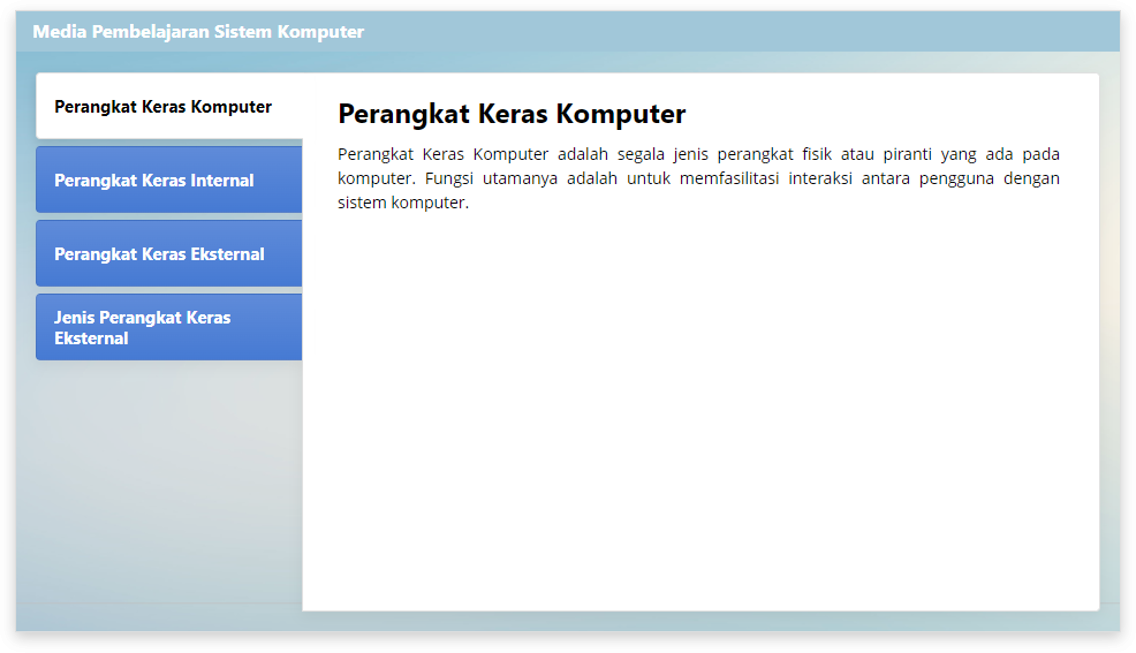 Media Pembelajaran Sistem Komputer
Perangkat Keras Komputer
Perangkat Keras Internal
Perangkat Keras Eksternal
Jenis Perangkat Keras
Eksternal
Perangkat Keras Komputer
Perangkat Keras Komputer adalah segala jenis perangkat fisik atau piranti yang ada pada
komputer. Fungsi utamanya adalah untuk memfasilitasi interaksi antara pengguna dengan
sistem komputer.